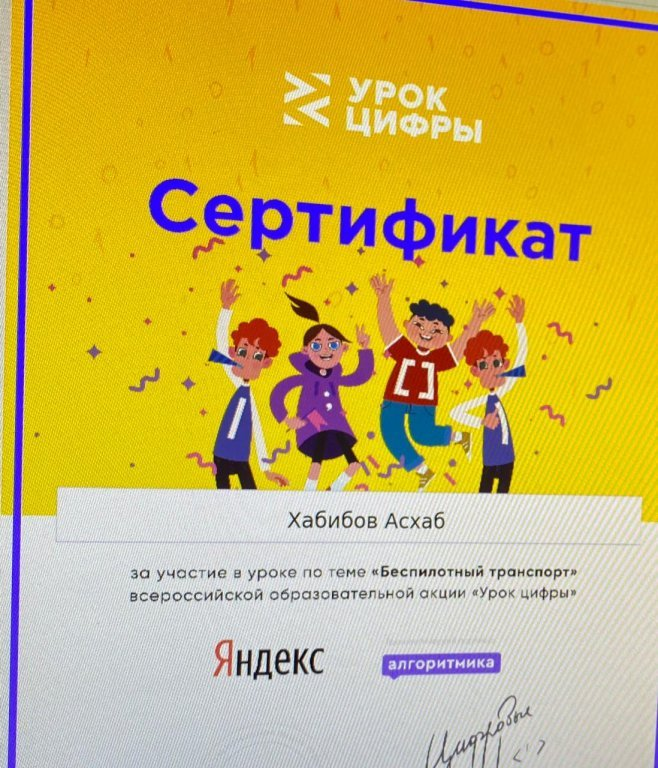 УРОК
ЦИФРЫ
Сертификат
Хабибов Асхаб
за участие в уроке по теме «Беспилотный транспорт»
всероссийской образовательной акции «Урок цифры»
Яндекс
алгоритмика
Цифровые